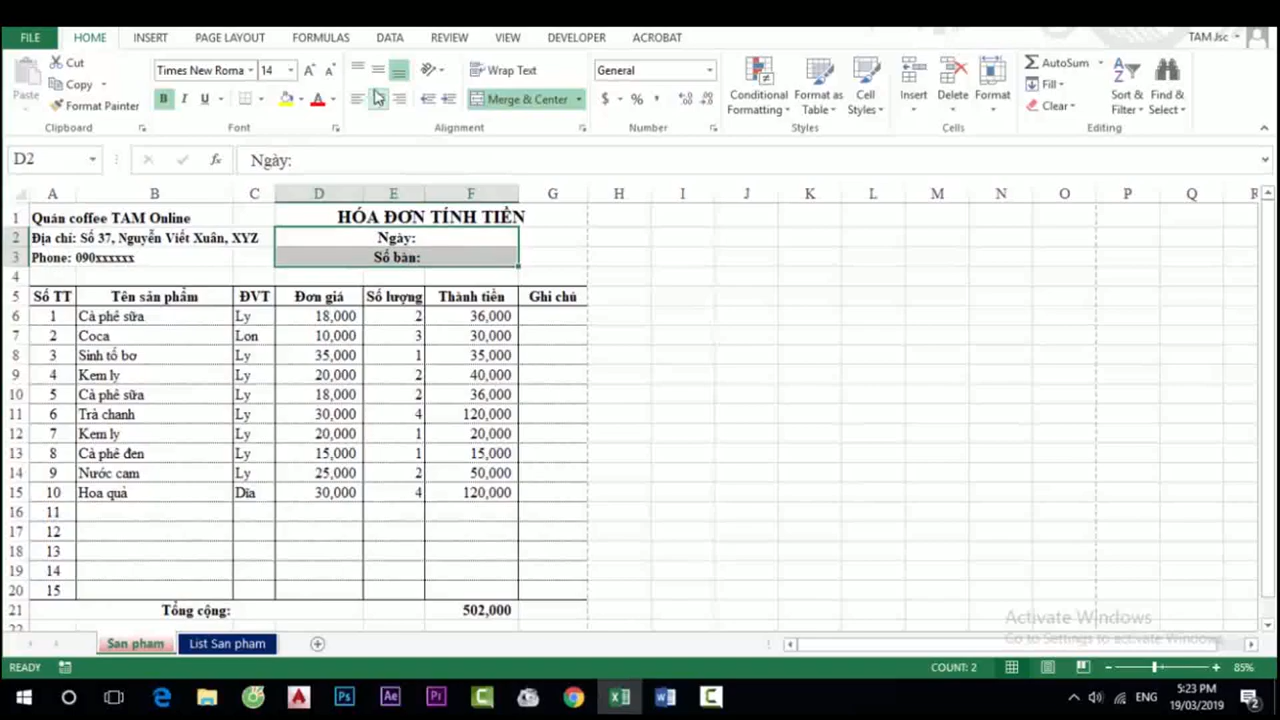 FILE HOME INSERT PAGE LAYOUT FORMULAS DATA REVIEW VIEW DEVELOPER ACROBAT TAM Jsc
Paste Cut Copy Format Painter Clipboard
Times New Roma 14 B I U A Font
Wrap Text Merge & Center Alignment
General $ % , Number
Conditional Formatting Format as Table Cell Styles Styles
Insert Delete Format Cells
AutoSum Fill Clear Sort & Filter Find & Select Editing
D2 fx Ngày:
A B C D E F G H I J K L M N O P Q R
1 Quán coffee TAM Online HÓA ĐƠN TÍNH TIỀN
2 Địa chỉ: Số 37, Nguyễn Viết Xuân, XYZ Ngày:
3 Phone: 090xxxxxx Số bàn:
4
5 Số TT Tên sản phẩm ĐVT Đơn giá Số lượng Thành tiền Ghi chú
6 1 Cà phê sữa Ly 18,000 2 36,000
7 2 Coca Lon 10,000 3 30,000
8 3 Sinh tố bơ Ly 35,000 1 35,000
9 4 Kem ly Ly 20,000 2 40,000
10 5 Cà phê sữa Ly 18,000 2 36,000
11 6 Trà chanh Ly 30,000 4 120,000
12 7 Kem ly Ly 20,000 1 20,000
13 8 Cà phê đen Ly 15,000 1 15,000
14 9 Nước cam Ly 25,000 2 50,000
15 10 Hoa quả Dĩa 30,000 4 120,000
16 11
17 12
18 13
19 14
20 15
21 Tổng cộng: 502,000
22
Activate Windows
Go to Settings to activate Windows.
San pham List San pham
READY COUNT: 2 85%
ENG 5:23 PM
19/03/2019 2